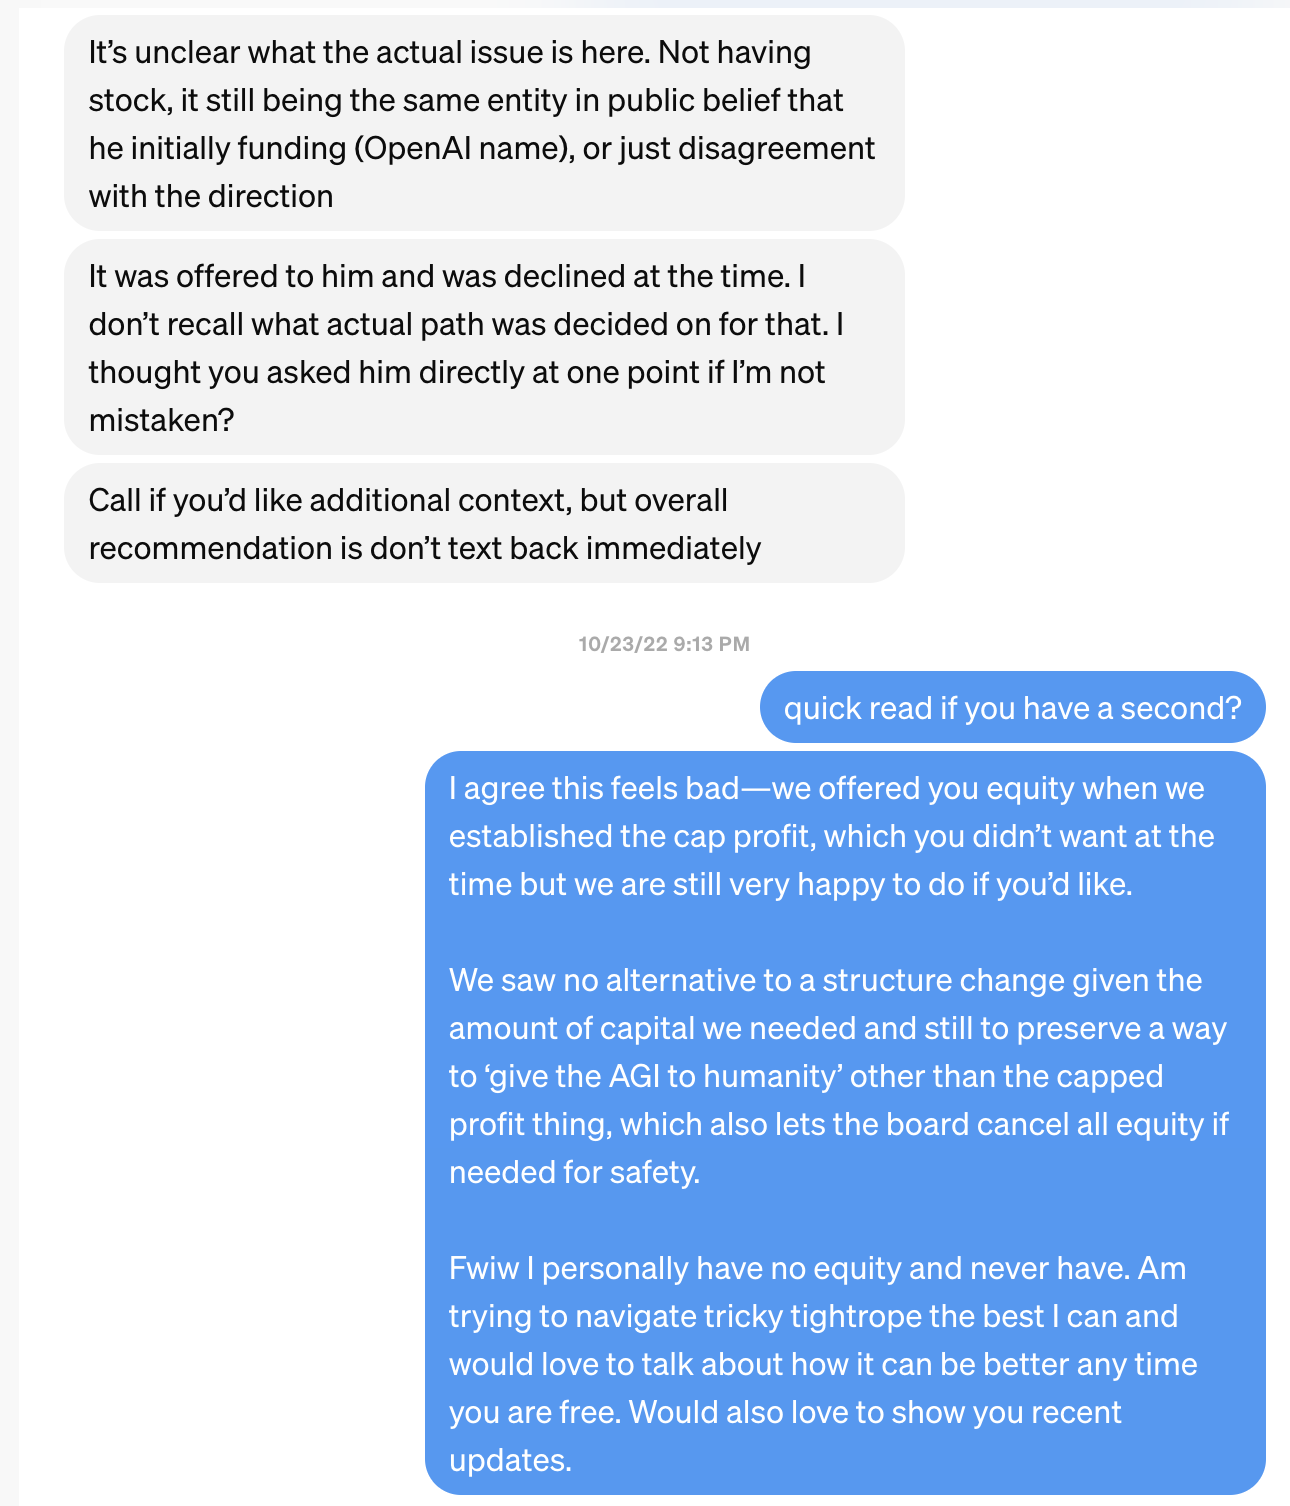 It’s unclear what the actual issue is here. Not having
stock, it still being the same entity in public belief that
he initially funding (OpenAI name), or just disagreement
with the direction
It was offered to him and was declined at the time. I
don’t recall what actual path was decided on for that. I
thought you asked him directly at one point if I’m not
mistaken?
Call if you’d like additional context, but overall
recommendation is don’t text back immediately
10/23/22 9:13 PM
quick read if you have a second?
I agree this feels bad—we offered you equity when we
established the cap profit, which you didn’t want at the
time but we are still very happy to do if you’d like.
We saw no alternative to a structure change given the
amount of capital we needed and still to preserve a way
to ‘give the AGI to humanity’ other than the capped
profit thing, which also lets the board cancel all equity if
needed for safety.
Fwiw I personally have no equity and never have. Am
trying to navigate tricky tightrope the best I can and
would love to talk about how it can be better any time
you are free. Would also love to show you recent
updates.